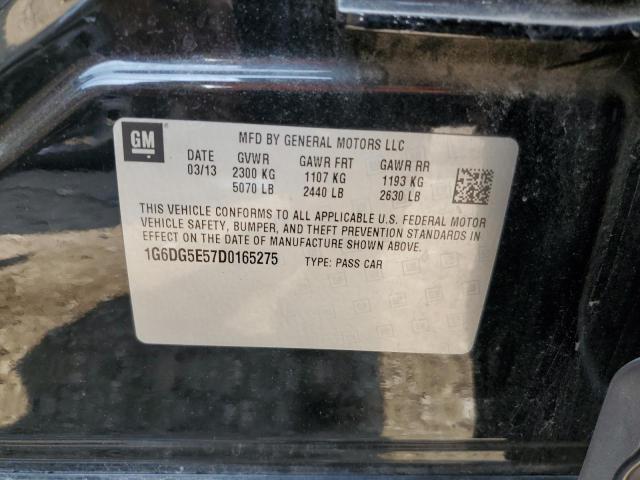 GM
MFD BY GENERAL MOTORS LLC
DATE GVWR GAWR FRT GAWR RR
03/13 2300 KG 1107 KG 1193 KG
5070 LB 2440 LB 2630 LB
THIS VEHICLE CONFORMS TO ALL APPLICABLE U.S. FEDERAL MOTOR
VEHICLE SAFETY, BUMPER, AND THEFT PREVENTION STANDARDS IN
EFFECT ON THE DATE OF MANUFACTURE SHOWN ABOVE.
1G6DG5E57D0165275 TYPE: PASS CAR